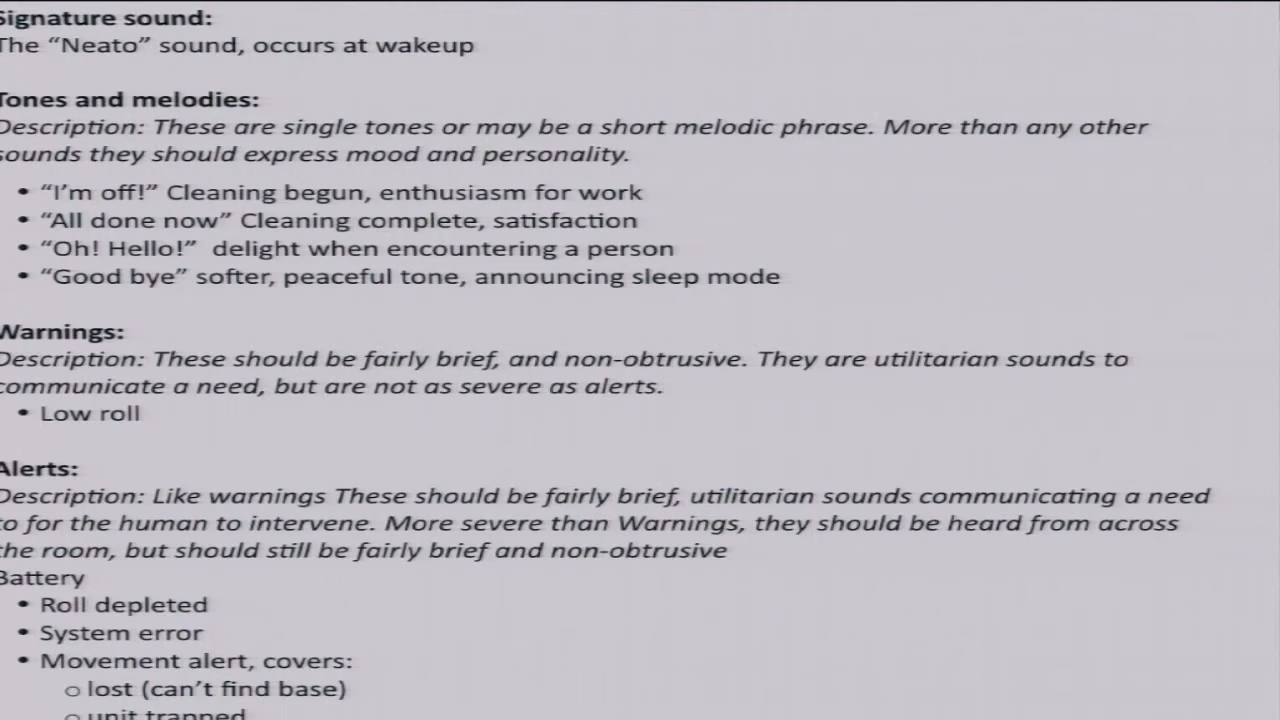 Signature sound:
The “Neato” sound, occurs at wakeup
Tones and melodies:
Description: These are single tones or may be a short melodic phrase. More than any other
sounds they should express mood and personality.
• “I’m off!” Cleaning begun, enthusiasm for work
• “All done now” Cleaning complete, satisfaction
• “Oh! Hello!” delight when encountering a person
• “Good bye” softer, peaceful tone, announcing sleep mode
Warnings:
Description: These should be fairly brief, and non-obtrusive. They are utilitarian sounds to
communicate a need, but are not as severe as alerts.
• Low roll
Alerts:
Description: Like warnings These should be fairly brief, utilitarian sounds communicating a need
to for the human to intervene. More severe than Warnings, they should be heard from across
the room, but should still be fairly brief and non-obtrusive
Battery
• Roll depleted
• System error
• Movement alert, covers:
o lost (can’t find base)
o unit trapped